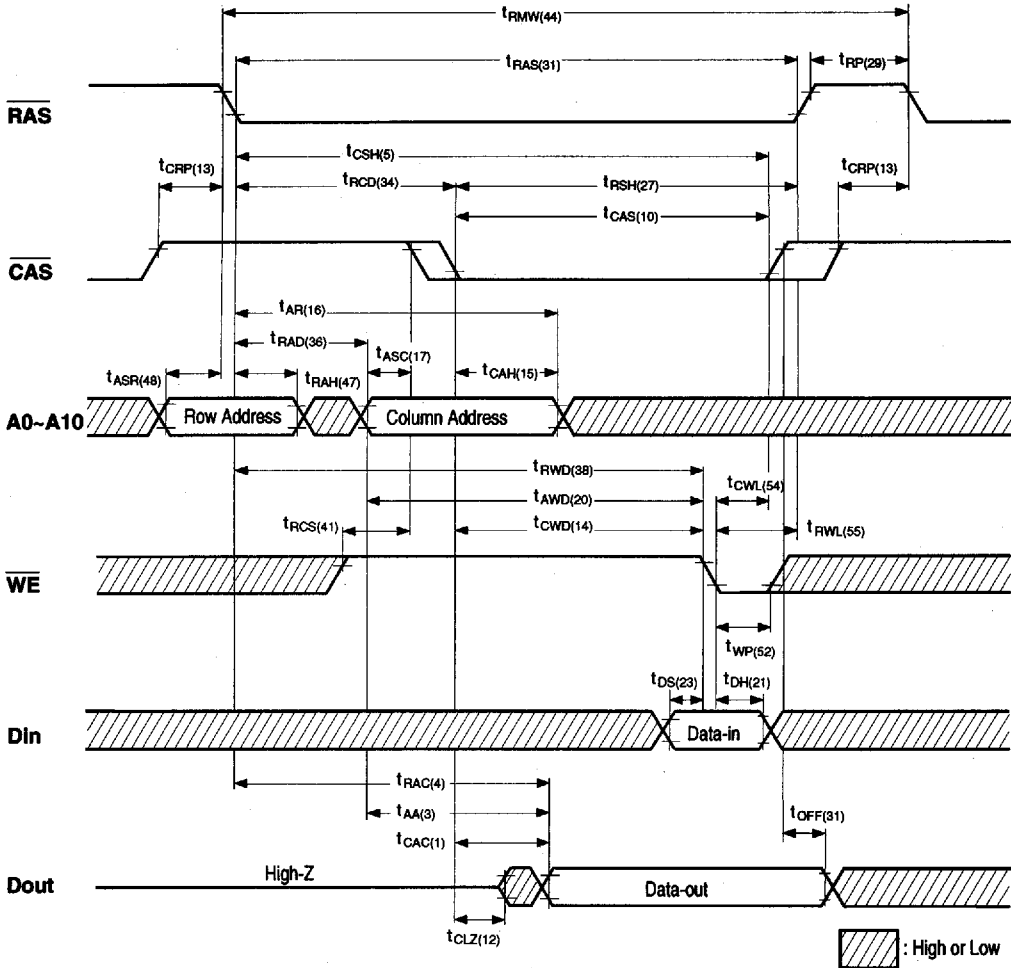 tRMW(44)
tRAS(31)
tRP(29)
RAS
tCSH(5)
tCRP(13)
tRCD(34)
tRSH(27)
tCRP(13)
tCAS(10)
CAS
tAR(16)
tRAD(36)
tASC(17)
tASR(48)
tRAH(47)
tCAH(15)
A0~A10
Row Address
Column Address
tRWD(38)
tCWL(54)
tAWD(20)
tRCS(41)
tCWD(14)
tRWL(55)
WE
tWP(52)
tDS(23)
tDH(21)
Din
Data-in
tRAC(4)
tAA(3)
tOFF(31)
tCAC(1)
High-Z
Dout
Data-out
tCLZ(12)
: High or Low